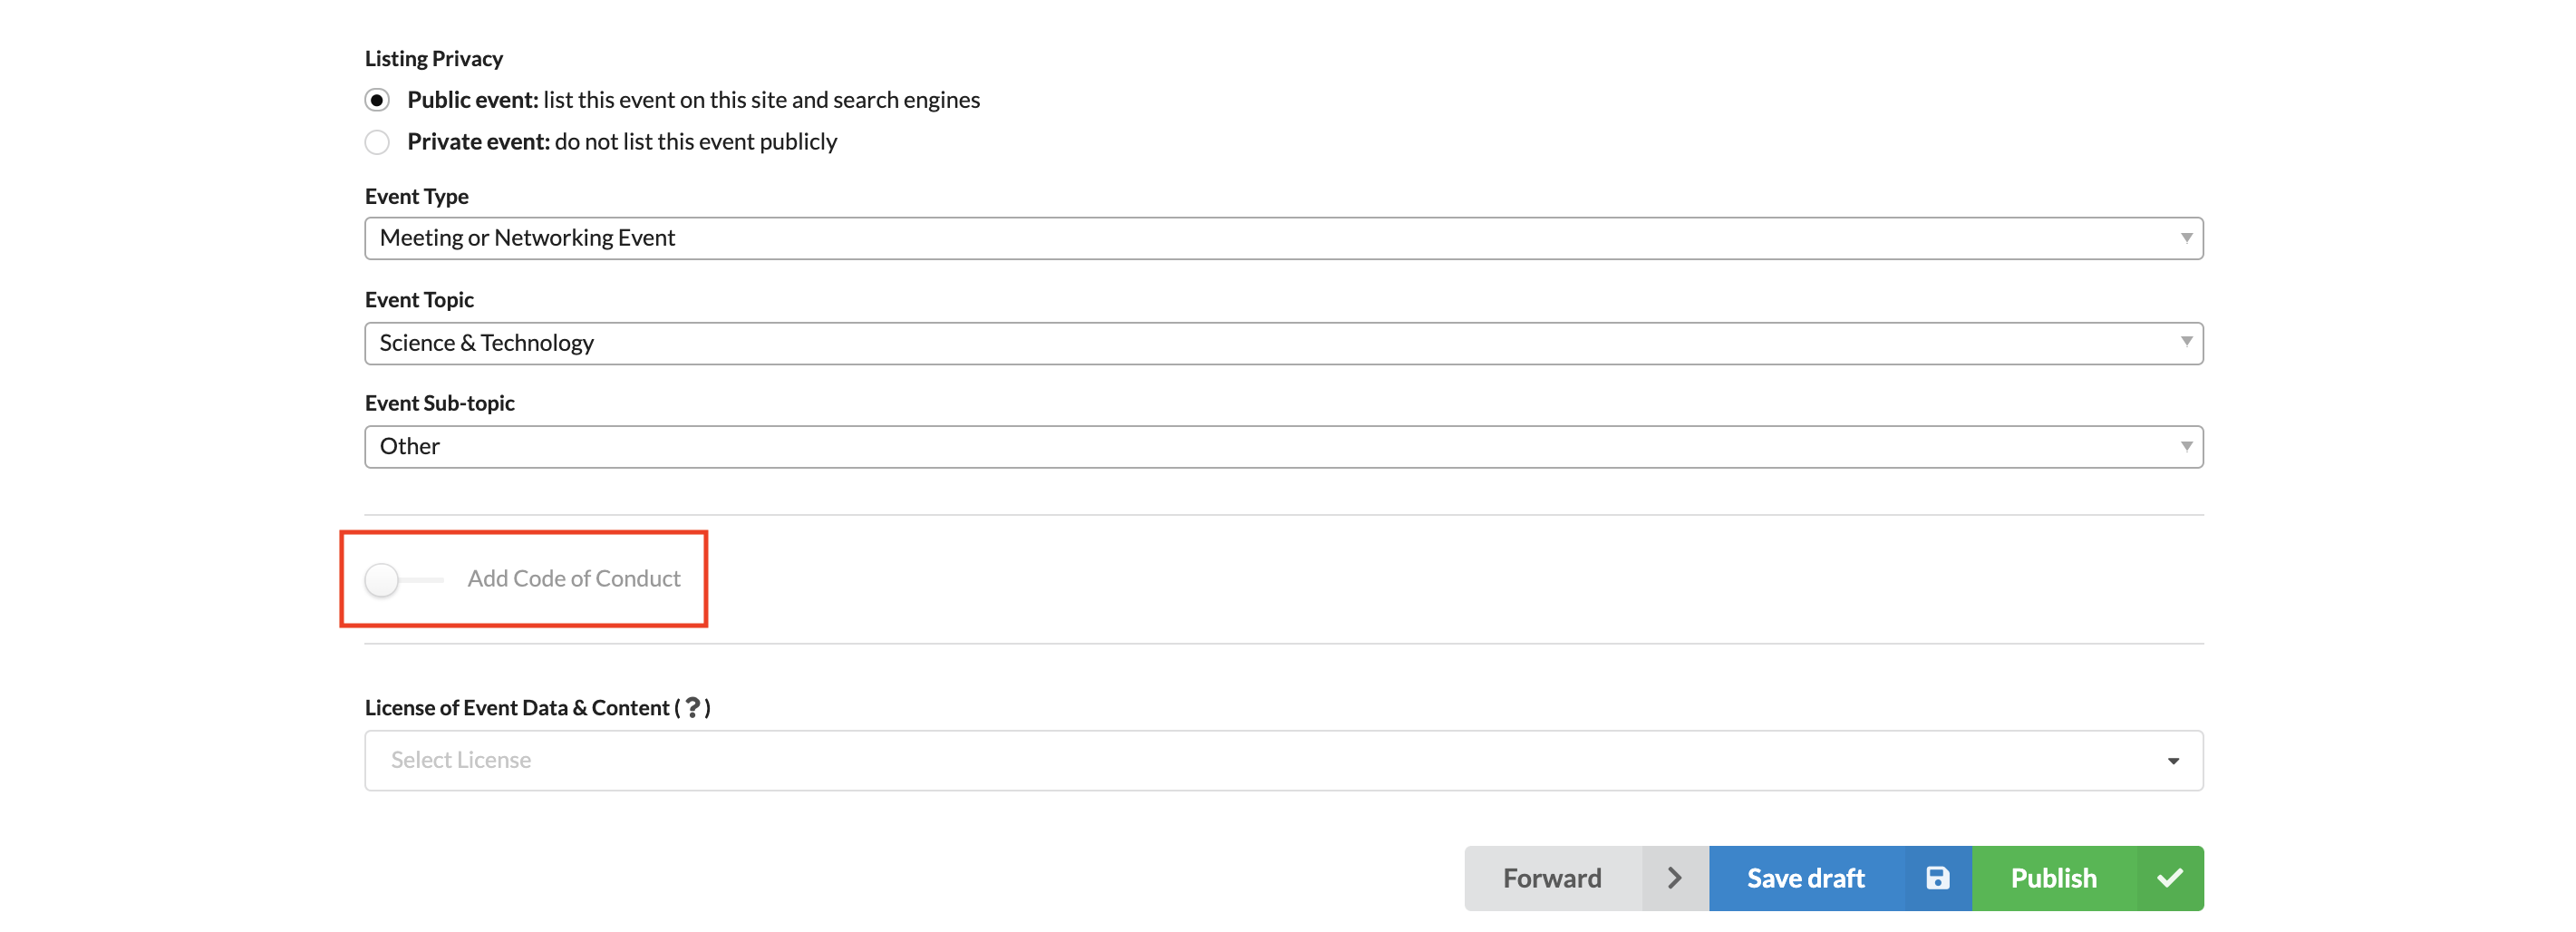 Listing Privacy
Public event: list this event on this site and search engines
Private event: do not list this event publicly
Event Type
Meeting or Networking Event
Event Topic
Science & Technology
Event Sub-topic
Other
Add Code of Conduct
License of Event Data & Content ( ? )
Select License
Forward Save draft Publish